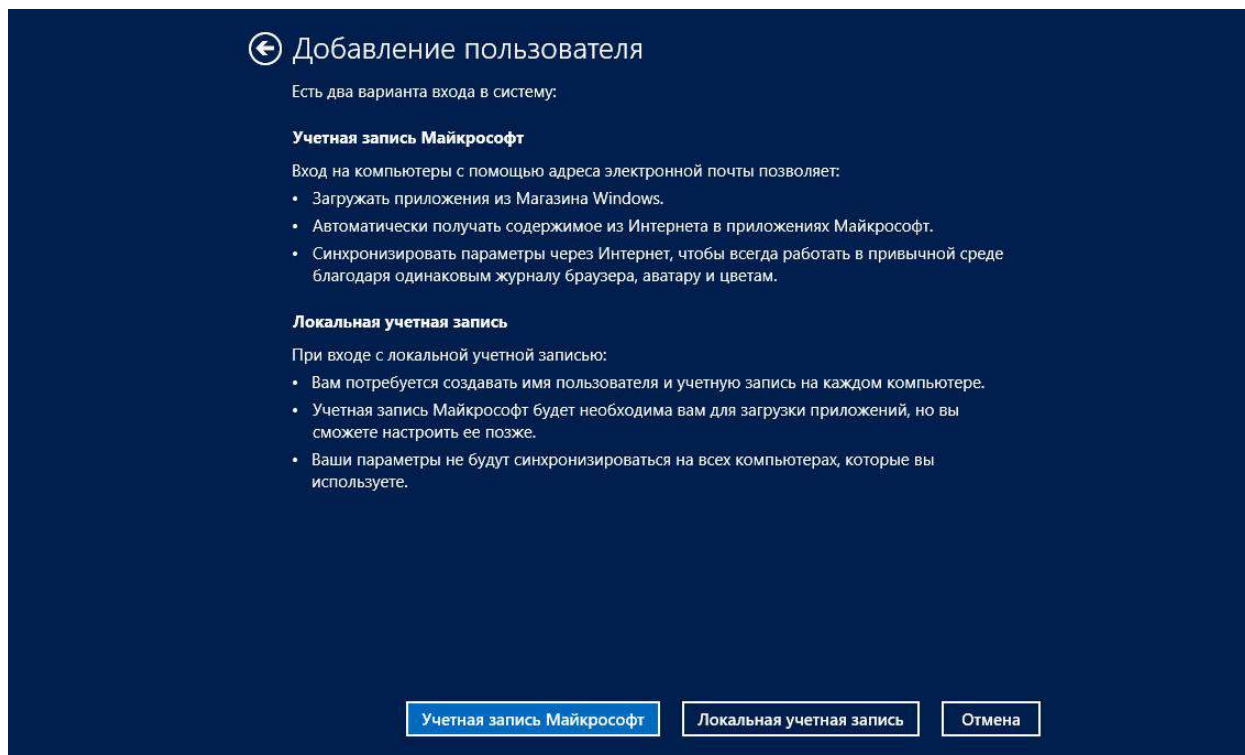 Добавление пользователя
Есть два варианта входа в систему:
Учетная запись Майкрософт
Вход на компьютеры с помощью адреса электронной почты позволяет:
• Загружать приложения из Магазина Windows.
• Автоматически получать содержимое из Интернета в приложениях Майкрософт.
• Синхронизировать параметры через Интернет, чтобы всегда работать в привычной среде
благодаря одинаковым журналу браузера, аватару и цветам.
Локальная учетная запись
При входе с локальной учетной записью:
• Вам потребуется создавать имя пользователя и учетную запись на каждом компьютере.
• Учетная запись Майкрософт будет необходима вам для загрузки приложений, но вы
сможете настроить ее позже.
• Ваши параметры не будут синхронизироваться на всех компьютерах, которые вы
используете.
Учетная запись Майкрософт Локальная учетная запись Отмена